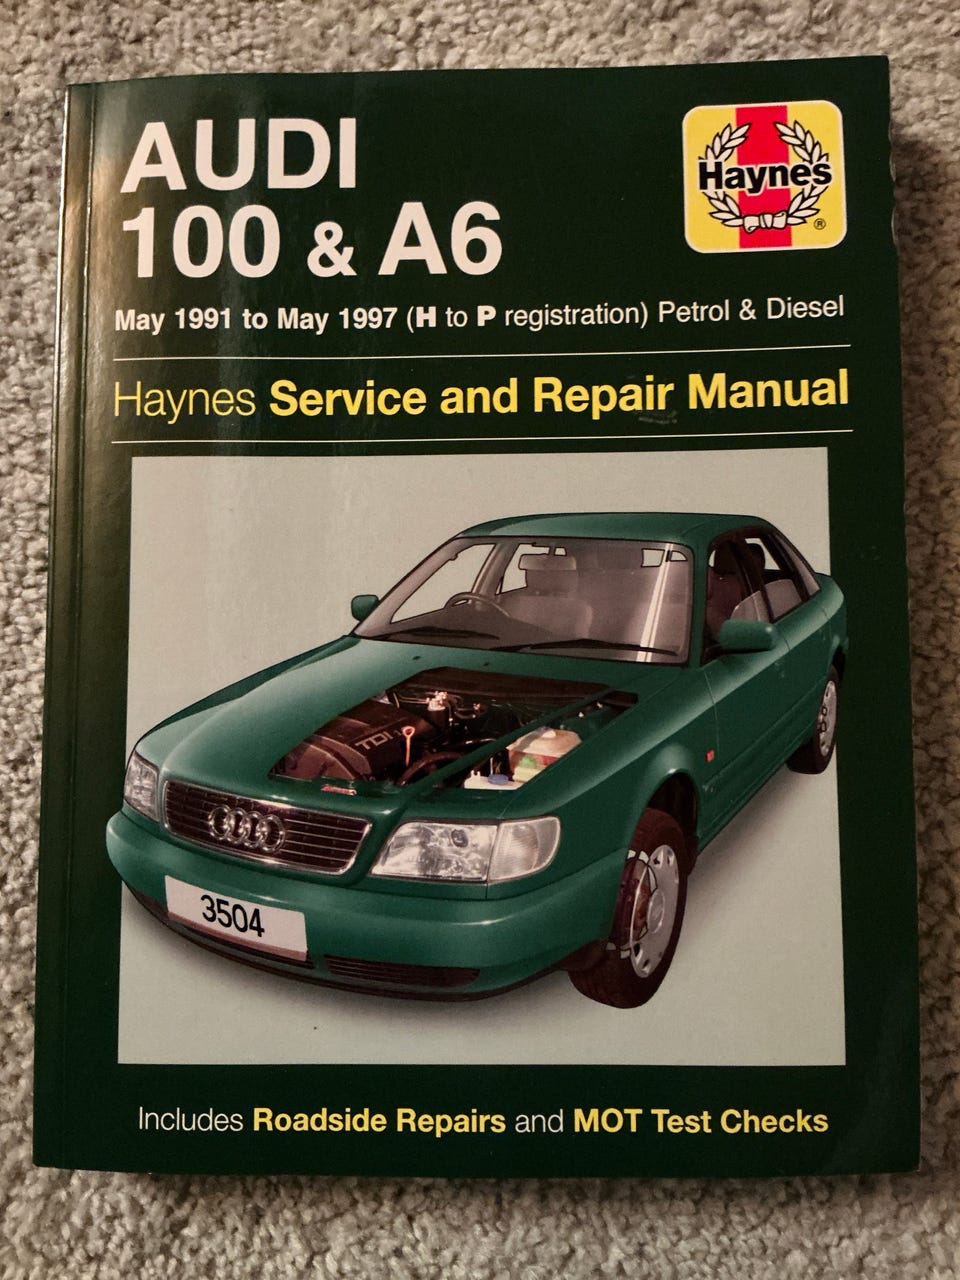 AUDI
100 & A6
Haynes
®
May 1991 to May 1997 (H to P registration) Petrol & Diesel
Haynes Service and Repair Manual
TDI
3504
Includes Roadside Repairs and MOT Test Checks